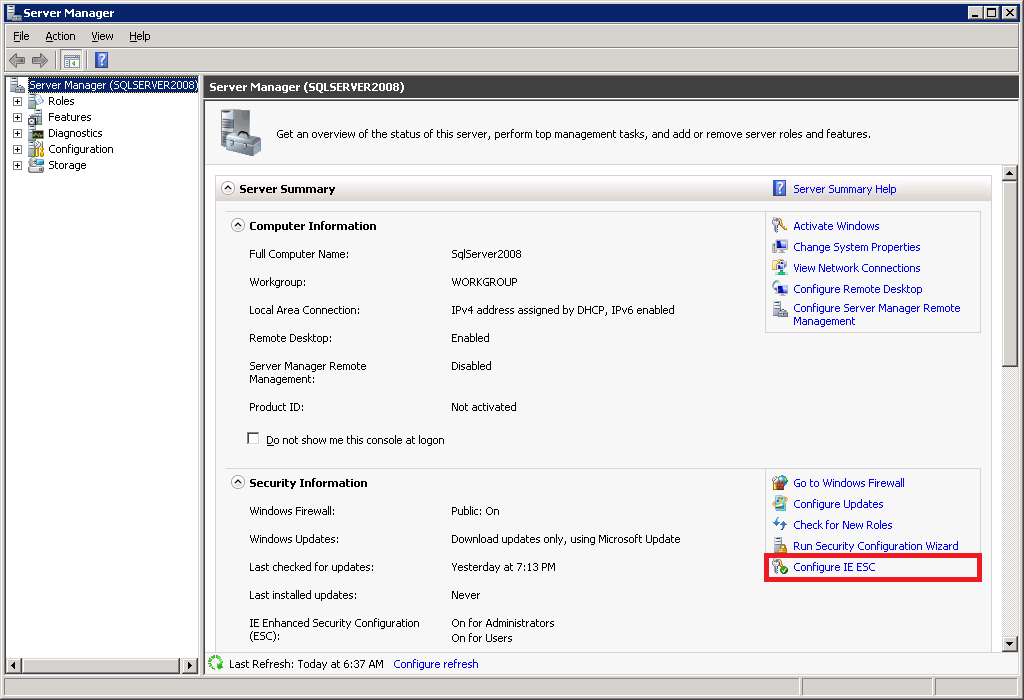 Server Manager
File Action View Help
Server Manager (SQLSERVER2008)
Roles
Features
Diagnostics
Configuration
Storage
Server Manager (SQLSERVER2008)
Get an overview of the status of this server, perform top management tasks, and add or remove server roles and features.
Server Summary
Server Summary Help
Computer Information
Full Computer Name: SqlServer2008
Workgroup: WORKGROUP
Local Area Connection: IPv4 address assigned by DHCP, IPv6 enabled
Remote Desktop: Enabled
Server Manager Remote Disabled
Management:
Product ID: Not activated
Do not show me this console at logon
Activate Windows
Change System Properties
View Network Connections
Configure Remote Desktop
Configure Server Manager Remote
Management
Security Information
Windows Firewall: Public: On
Windows Updates: Download updates only, using Microsoft Update
Last checked for updates: Yesterday at 7:13 PM
Last installed updates: Never
IE Enhanced Security Configuration On for Administrators
(ESC): On for Users
Go to Windows Firewall
Configure Updates
Check for New Roles
Run Security Configuration Wizard
Configure IE ESC
Last Refresh: Today at 6:37 AM Configure refresh